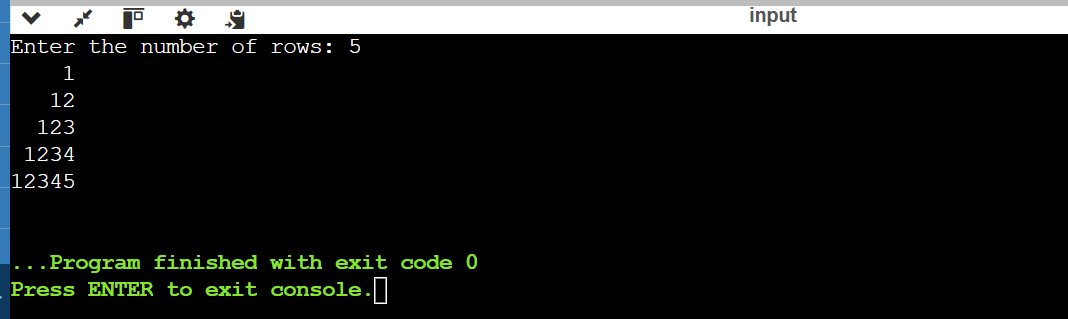 input
Enter the number of rows: 5
    1
   12
  123
 1234
12345
...Program finished with exit code 0
Press ENTER to exit console.